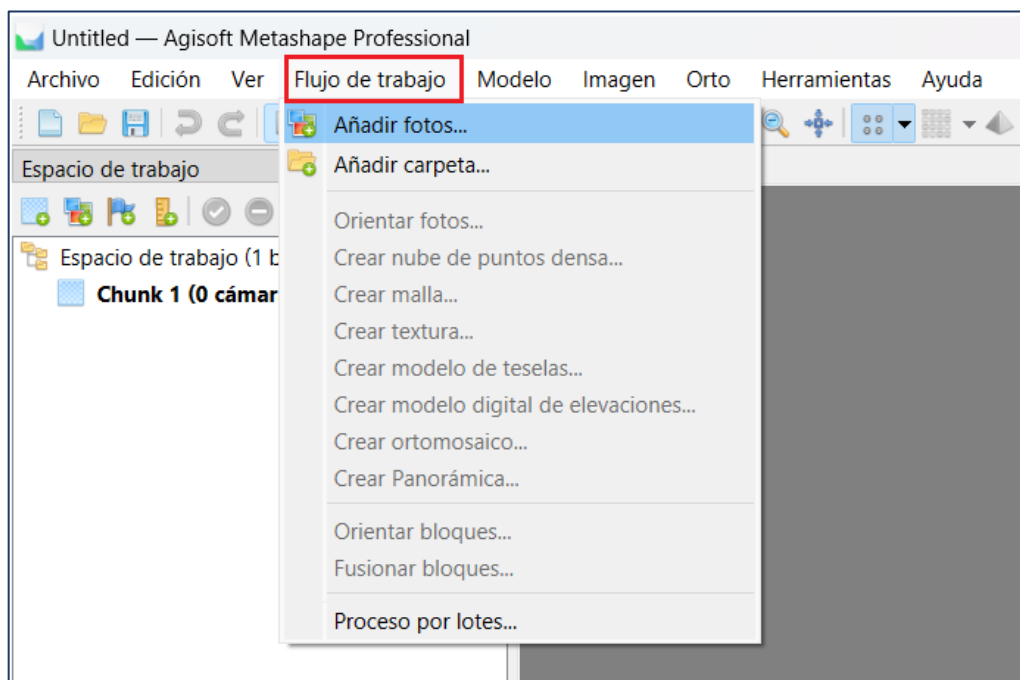 Untitled — Agisoft Metashape Professional
Archivo Edición Ver Flujo de trabajo Modelo Imagen Orto Herramientas Ayuda
Añadir fotos...
Espacio de trabajo
Añadir carpeta...
Orientar fotos...
Espacio de trabajo (1 b
Crear nube de puntos densa...
Chunk 1 (0 cámar
Crear malla...
Crear textura...
Crear modelo de teselas...
Crear modelo digital de elevaciones...
Crear ortomosaico...
Crear Panorámica...
Orientar bloques...
Fusionar bloques...
Proceso por lotes...